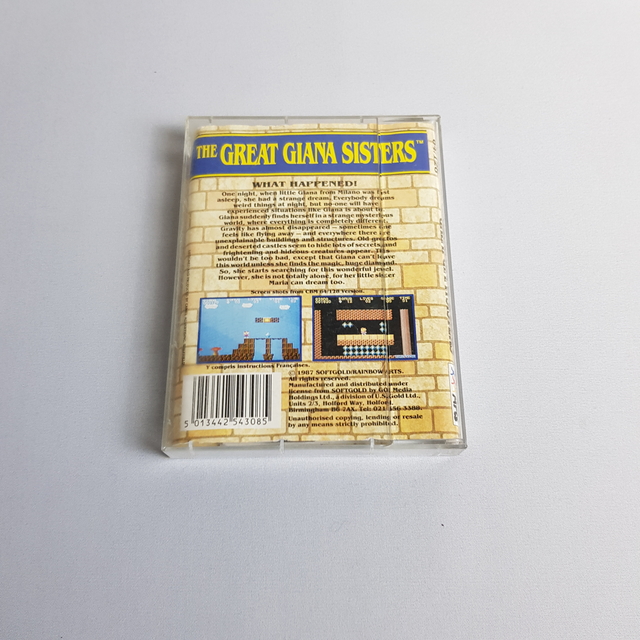 THE GREAT GIANA SISTERS™
WHAT HAPPENED!
One night, when little Giana from Milano was fast
asleep, she had a strange dream. Everybody dreams
weird things at night, but no-one will have
experienced situations like Giana is about to.
Giana suddenly finds herself in a strange mysterious
world, where everything is completely different.
Gravity has almost disappeared – sometimes she
feels like flying away – and everywhere there are
unexplainable buildings and structures. Old grottos
and deserted castles seem to hide lots of secrets and
frightening and hideous creatures appear. This
wouldn't be too bad, except that Giana can't leave
this world unless she finds the magic, huge diamond.
So, she starts searching for this wonderful jewel.
However, she is not totally alone, for her little sister
Maria can dream too.
Screen shots from CBM 64/128 Version.
Y compris instructions Françaises.
© 1987 SOFTGOLD/RAINBOW ARTS.
All rights reserved.
Manufactured and distributed under
license from SOFTGOLD by GO! Media
Holdings Ltd., a division of U.S. Gold Ltd.,
Units 2/3, Holford Way, Holford,
Birmingham B6 7AX. Tel: 021 356 3388.
Unauthorised copying, lending or resale
by any means strictly prohibited.
5 013442 543085